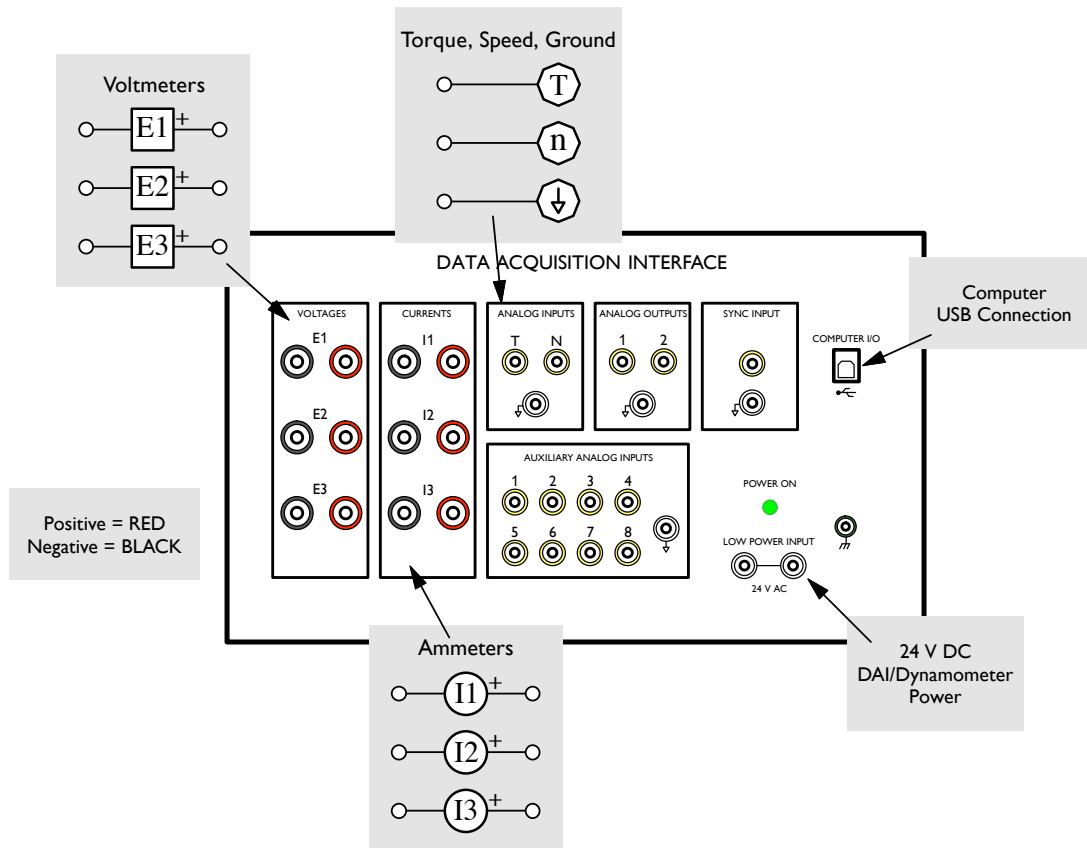 Torque, Speed, Ground
T
n
Voltmeters
E1 +
E2 +
E3 +
DATA ACQUISITION INTERFACE
Computer
USB Connection
VOLTAGES
E1
E2
E3
CURRENTS
I1
I2
I3
ANALOG INPUTS
T N
ANALOG OUTPUTS
1 2
SYNC INPUT
COMPUTER I/O
AUXILIARY ANALOG INPUTS
1 2 3 4
5 6 7 8
POWER ON
LOW POWER INPUT
24 V AC
Positive = RED
Negative = BLACK
24 V DC
DAI/Dynamometer
Power
Ammeters
I1 +
I2 +
I3 +